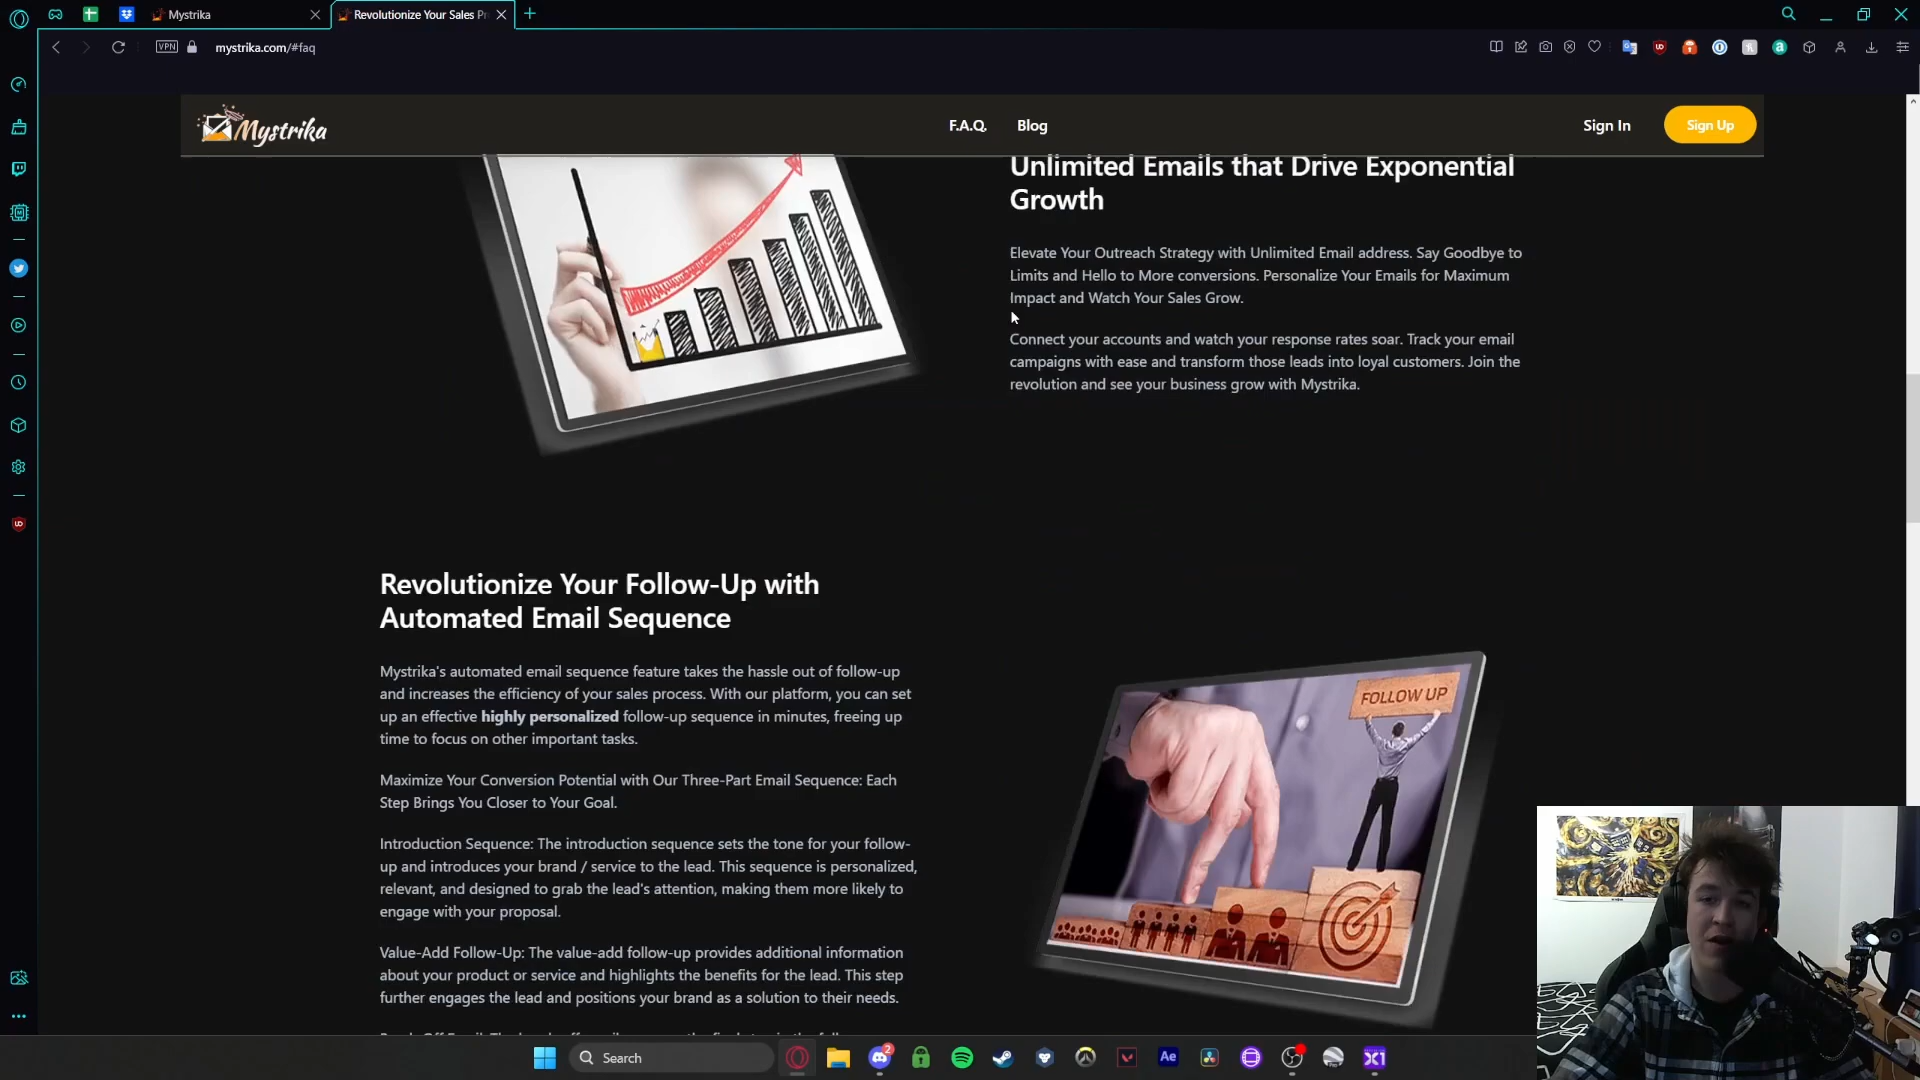 Mystrika
Revolutionize Your Sales Pr
VPN
mystrika.com/#faq
Mystrika
F.A.Q.
Blog
Sign In
Sign Up
Unlimited Emails that Drive Exponential
Growth
Elevate Your Outreach Strategy with Unlimited Email address. Say Goodbye to
Limits and Hello to More conversions. Personalize Your Emails for Maximum
Impact and Watch Your Sales Grow.
Connect your accounts and watch your response rates soar. Track your email
campaigns with ease and transform those leads into loyal customers. Join the
revolution and see your business grow with Mystrika.
Revolutionize Your Follow-Up with
Automated Email Sequence
Mystrika's automated email sequence feature takes the hassle out of follow-up
and increases the efficiency of your sales process. With our platform, you can set
up an effective highly personalized follow-up sequence in minutes, freeing up
time to focus on other important tasks.
Maximize Your Conversion Potential with Our Three-Part Email Sequence: Each
Step Brings You Closer to Your Goal.
Introduction Sequence: The introduction sequence sets the tone for your follow-
up and introduces your brand / service to the lead. This sequence is personalized,
relevant, and designed to grab the lead's attention, making them more likely to
engage with your proposal.
Value-Add Follow-Up: The value-add follow-up provides additional information
about your product or service and highlights the benefits for the lead. This step
further engages the lead and positions your brand as a solution to their needs.
FOLLOW UP
Search
2
Ae
X1